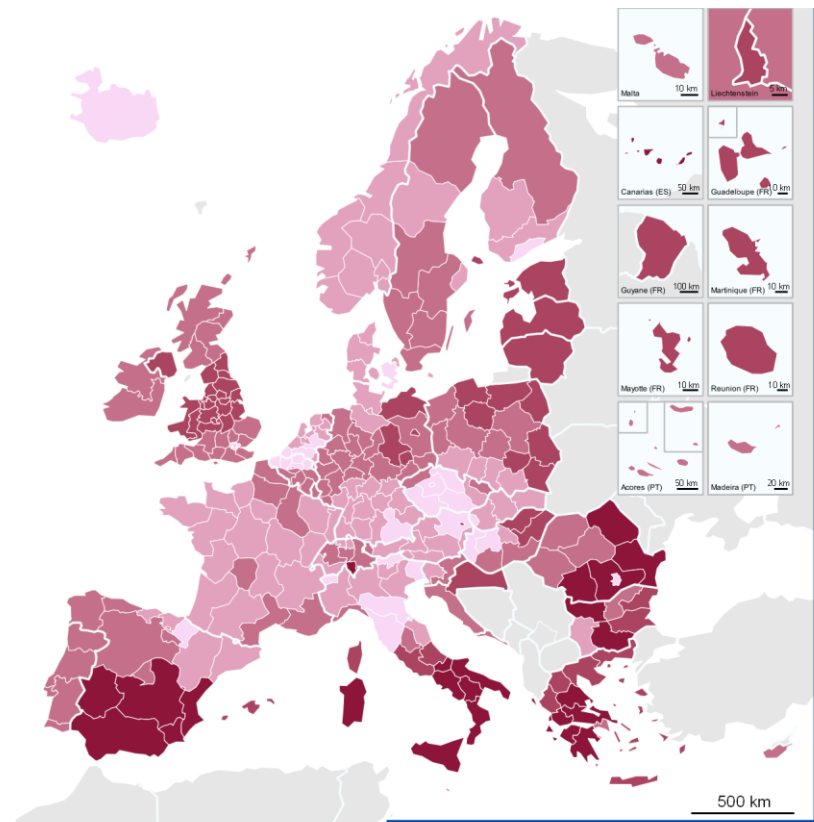 Malta
10 km
Liechtenstein
5 km
Canarias (ES)
50 km
Guadeloupe (FR)
0 km
Guyane (FR)
100 km
Martinique (FR)
10 km
Mayotte (FR)
10 km
Reunion (FR)
10 km
Acores (PT)
50 km
Madeira (PT)
20 km
500 km